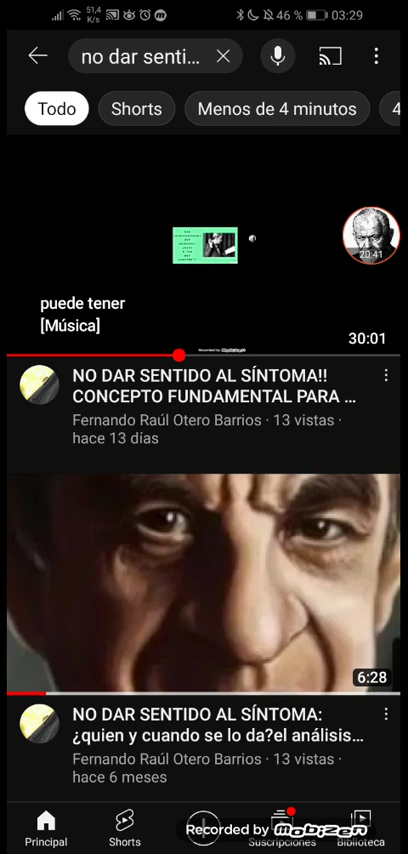 51,4
K/s
46 %
03:29
no dar senti...
Todo
Shorts
Menos de 4 minutos
4
20:41
puede tener
[Música]
30:01
NO DAR SENTIDO AL SÍNTOMA!!
CONCEPTO FUNDAMENTAL PARA ...
Fernando Raúl Otero Barrios · 13 vistas ·
hace 13 días
6:28
NO DAR SENTIDO AL SÍNTOMA:
¿quien y cuando se lo da?el análisis...
Fernando Raúl Otero Barrios · 13 vistas ·
hace 6 meses
Principal
Shorts
Suscripciones
Biblioteca
Recorded by mobizen